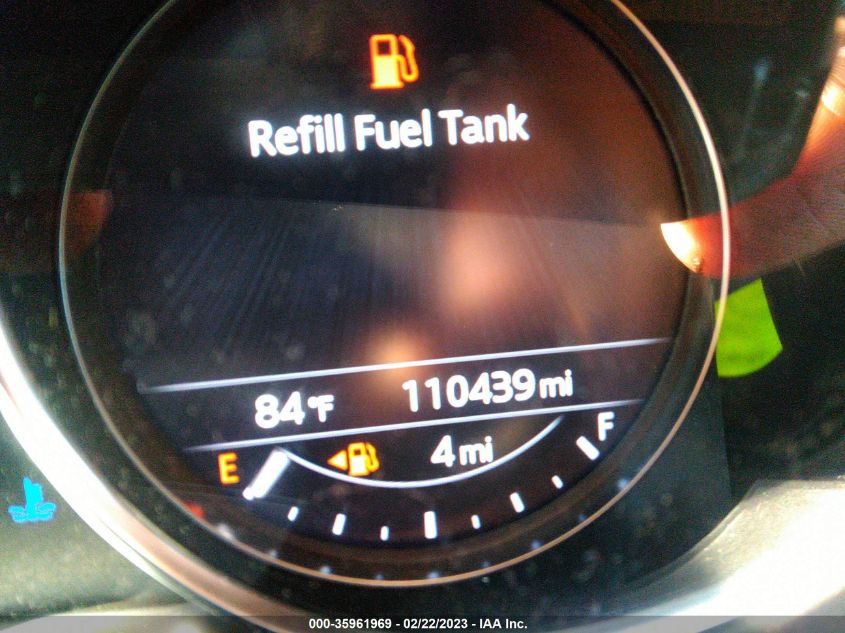 Refill Fuel Tank
84°F 110439 mi
E 4 mi F
000-35961969 - 02/22/2023 - IAA Inc.